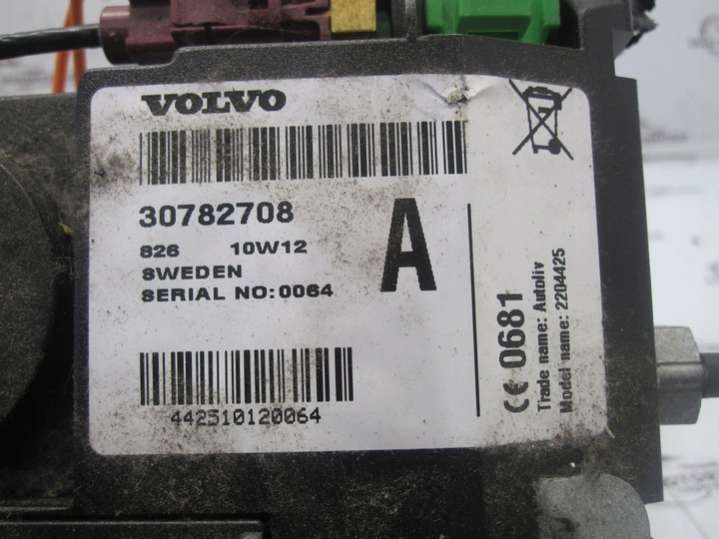 VOLVO
30782708
826 10W12
SWEDEN
SERIAL NO:0064
A
442510120064
CE 0681
Trade name: Autoliv
Model name: 2204425